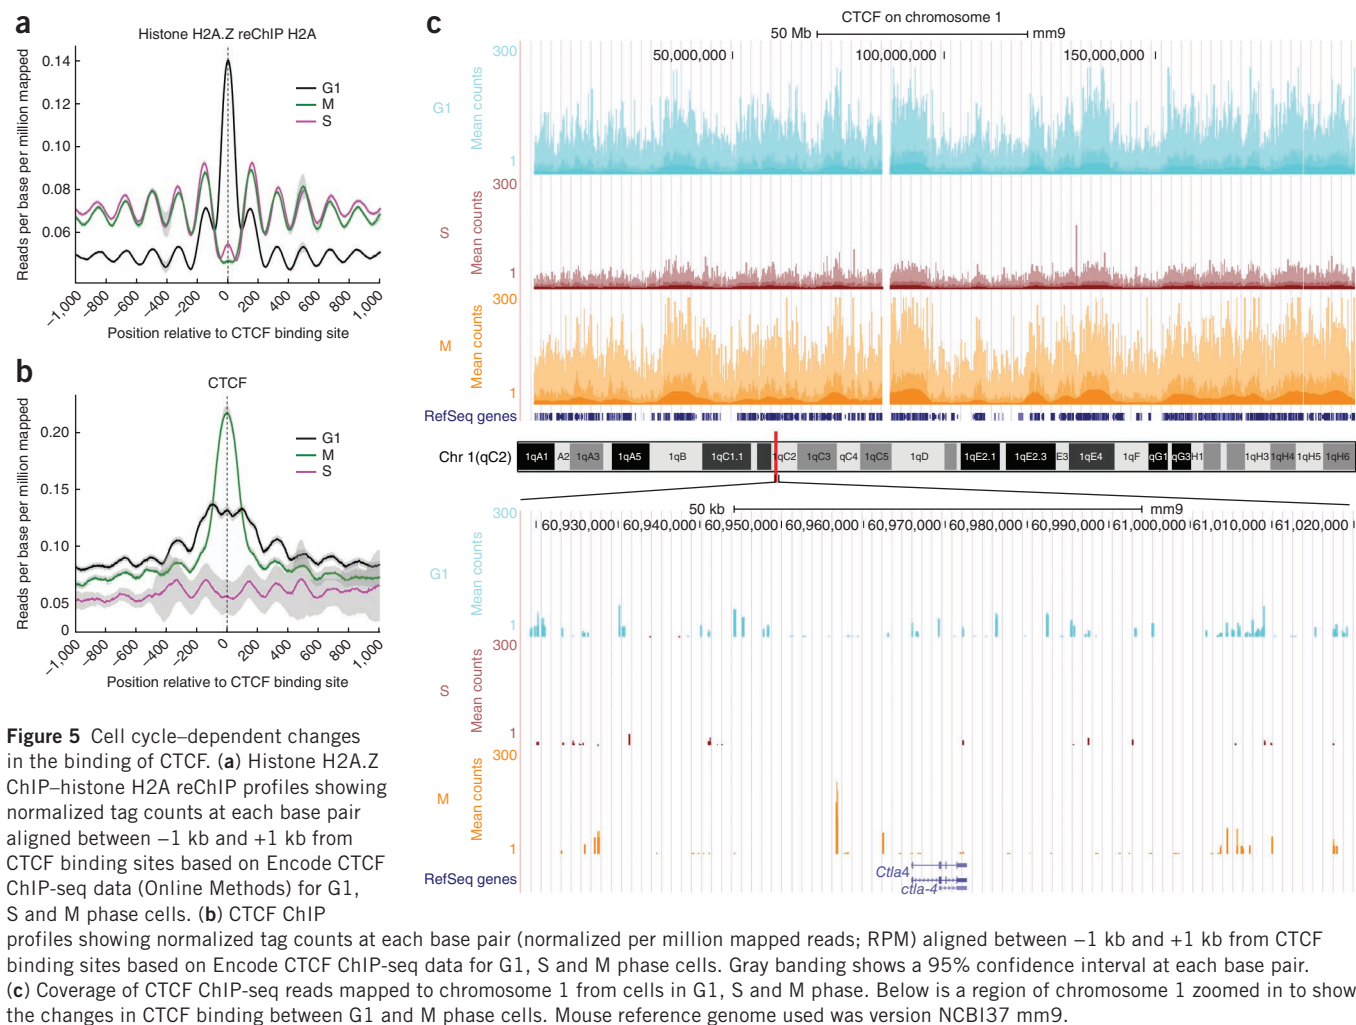 a
Histone H2A.Z reChIP H2A
Reads per base per million mapped
0.14
0.12
0.10
0.08
0.06
G1
M
S
−1,000
−800
−600
−400
−200
0
200
400
600
800
1,000
Position relative to CTCF binding site
b
CTCF
Reads per base per million mapped
0.20
0.15
0.10
0.05
0
G1
M
S
−1,000
−800
−600
−400
−200
0
200
400
600
800
1,000
Position relative to CTCF binding site
c
CTCF on chromosome 1
50 Mb mm9
50,000,000 100,000,000 150,000,000
300
G1
Mean counts
1
300
S
Mean counts
1
300
M
Mean counts
1
RefSeq genes
Chr 1(qC2) 1qA1 A2 1qA3 1qA5 1qB 1qC1.1 1qC2 1qC3 qC4 1qC5 1qD 1qE2.1 1qE2.3 E3 1qE4 1qF qG1 qG3 H1 1qH3 1qH4 1qH5 1qH6
50 kb mm9
60,930,000 60,940,000 60,950,000 60,960,000 60,970,000 60,980,000 60,990,000 61,000,000 61,010,000 61,020,000
300
G1
Mean counts
1
300
S
Mean counts
1
300
M
Mean counts
1
Ctla4
RefSeq genes
ctla-4
Figure 5 Cell cycle–dependent changes
in the binding of CTCF. (a) Histone H2A.Z
ChIP–histone H2A reChIP profiles showing
normalized tag counts at each base pair
aligned between −1 kb and +1 kb from
CTCF binding sites based on Encode CTCF
ChIP-seq data (Online Methods) for G1,
S and M phase cells. (b) CTCF ChIP
profiles showing normalized tag counts at each base pair (normalized per million mapped reads; RPM) aligned between −1 kb and +1 kb from CTCF
binding sites based on Encode CTCF ChIP-seq data for G1, S and M phase cells. Gray banding shows a 95% confidence interval at each base pair.
(c) Coverage of CTCF ChIP-seq reads mapped to chromosome 1 from cells in G1, S and M phase. Below is a region of chromosome 1 zoomed in to show
the changes in CTCF binding between G1 and M phase cells. Mouse reference genome used was version NCBI37 mm9.